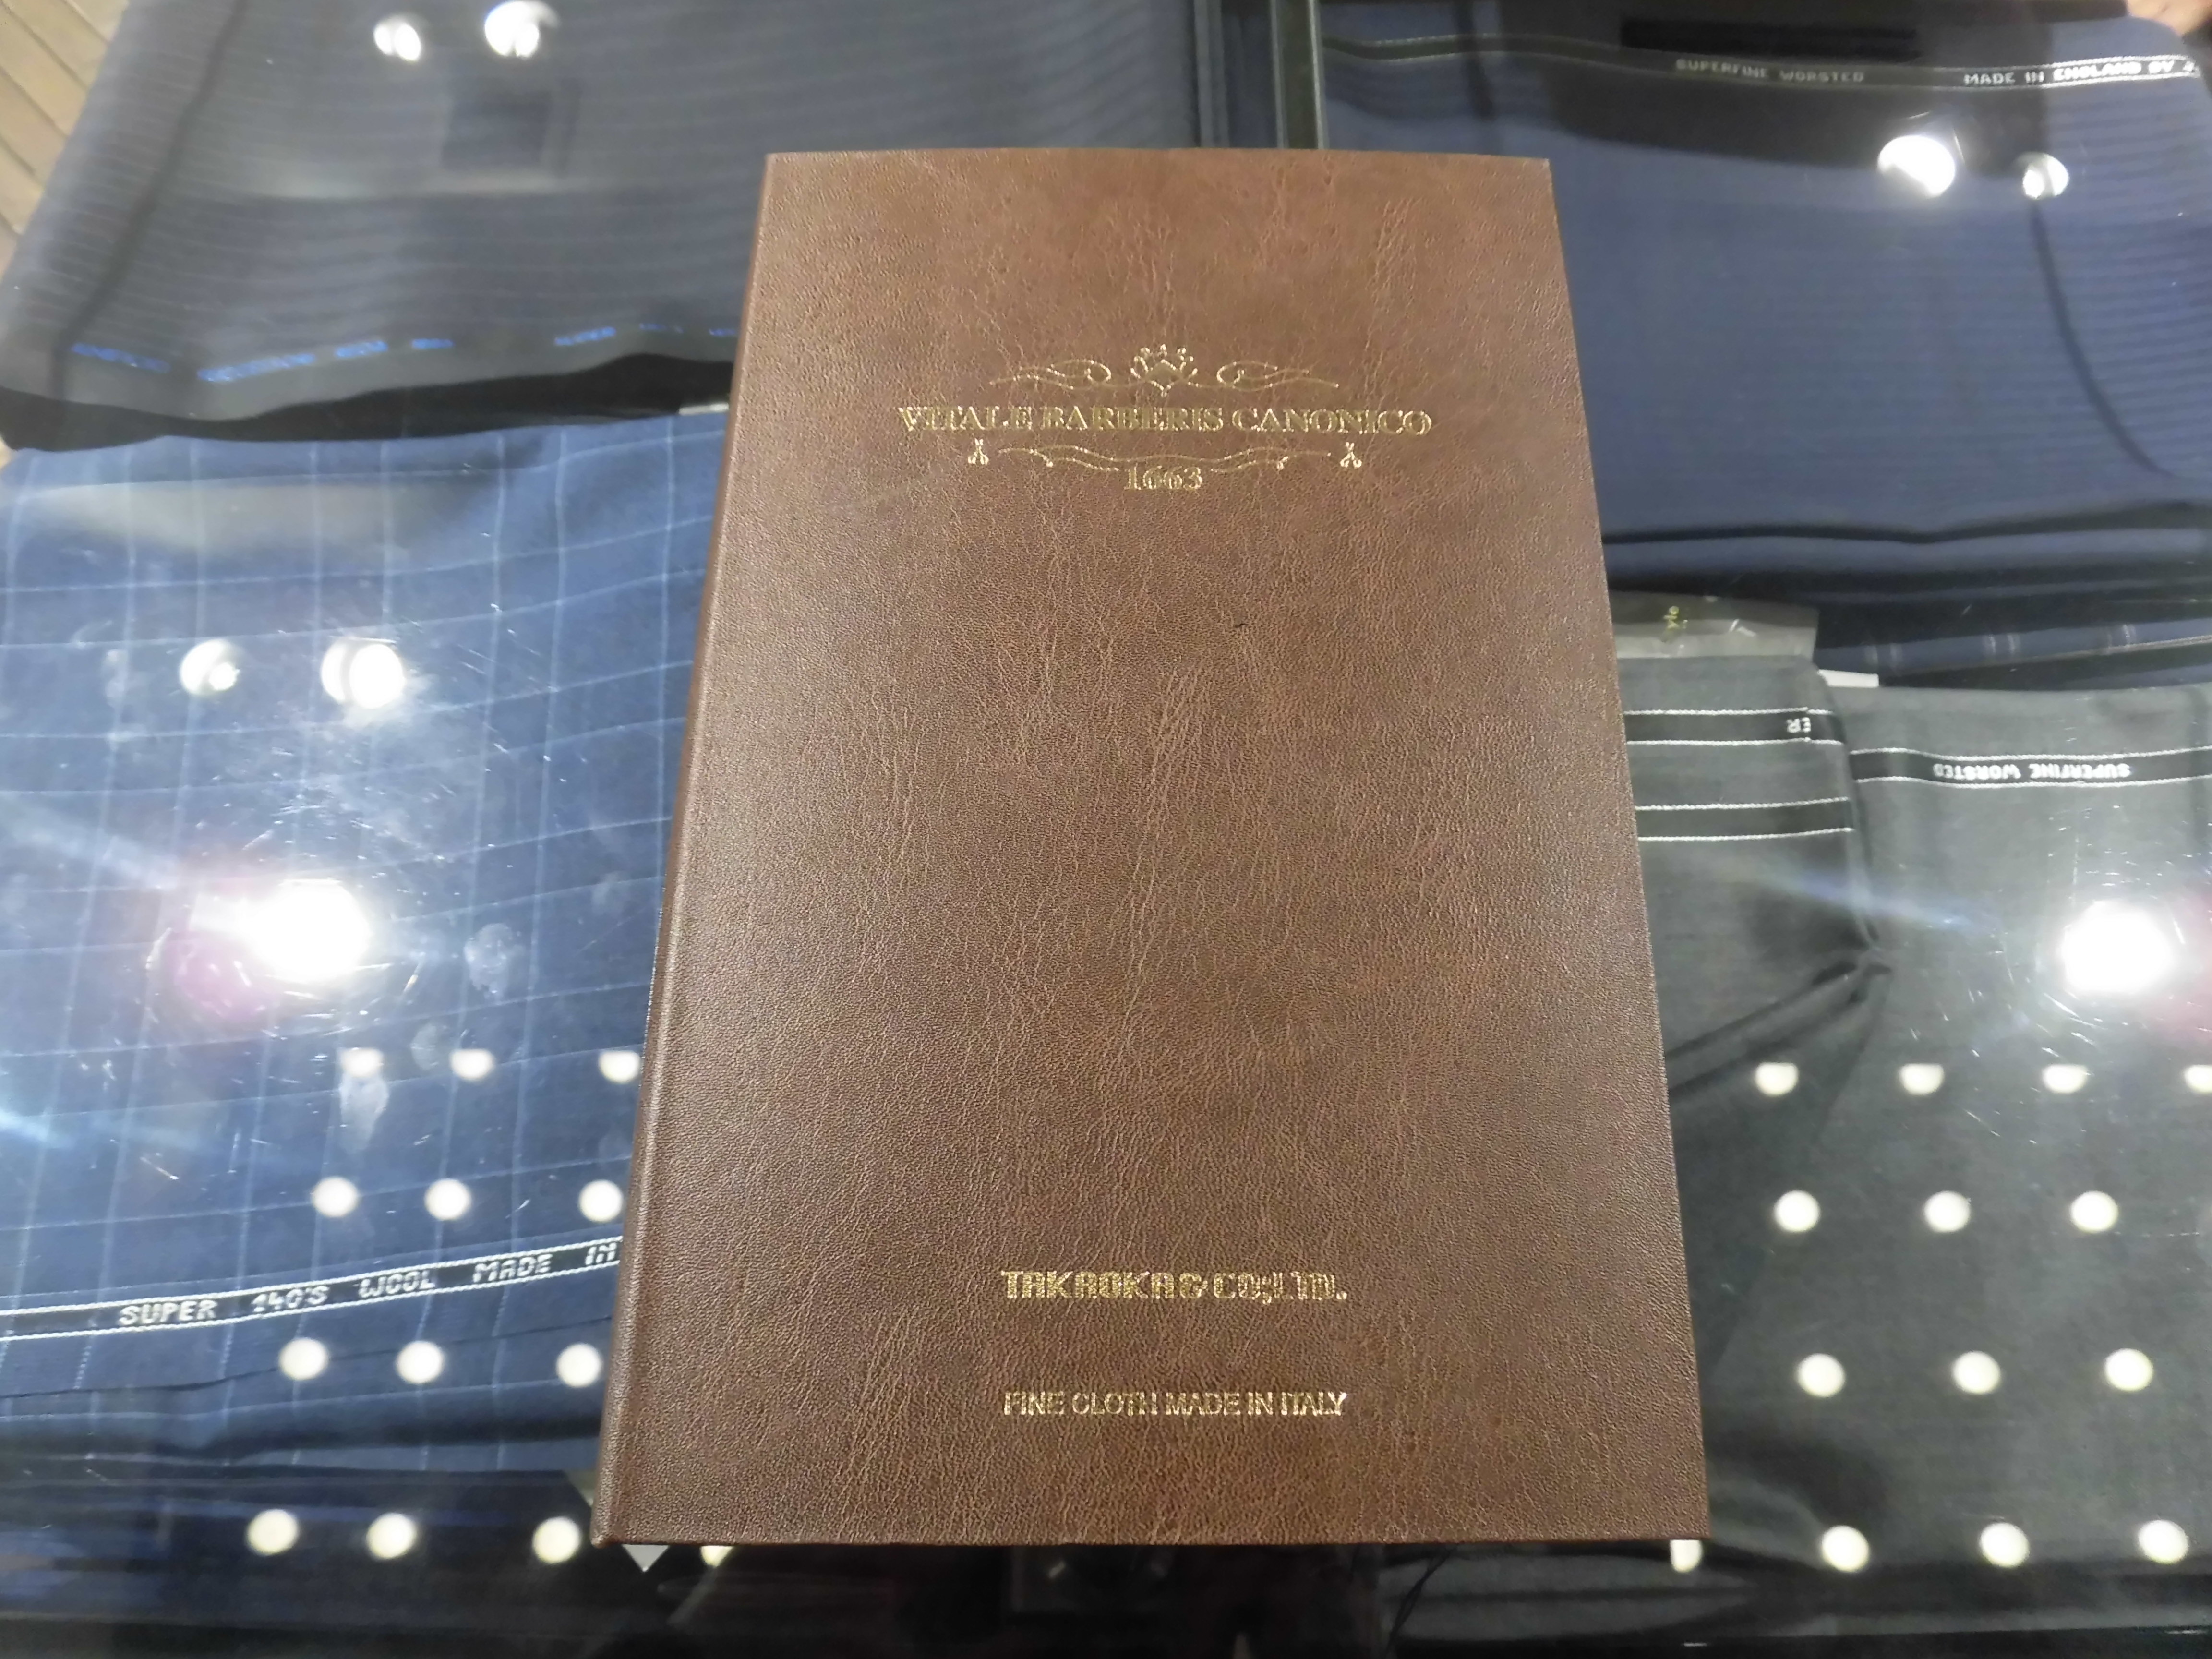 SUPERFINE WORSTED MADE IN ENGLAND BY
VITALE BARBERIS CANONICO
1663
ER
SUPERFINE WORSTED
SUPER 140'S WOOL MADE IN
TAKAOKA & CO.,LTD.
FINE CLOTH MADE IN ITALY